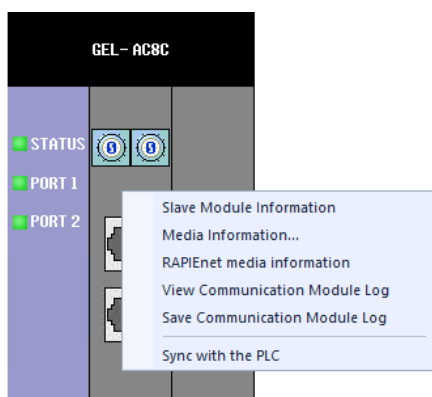 GEL-AC8C
STATUS
0 0
PORT 1
PORT 2
Slave Module Information
Media Information...
RAPIEnet media information
View Communication Module Log
Save Communication Module Log
Sync with the PLC